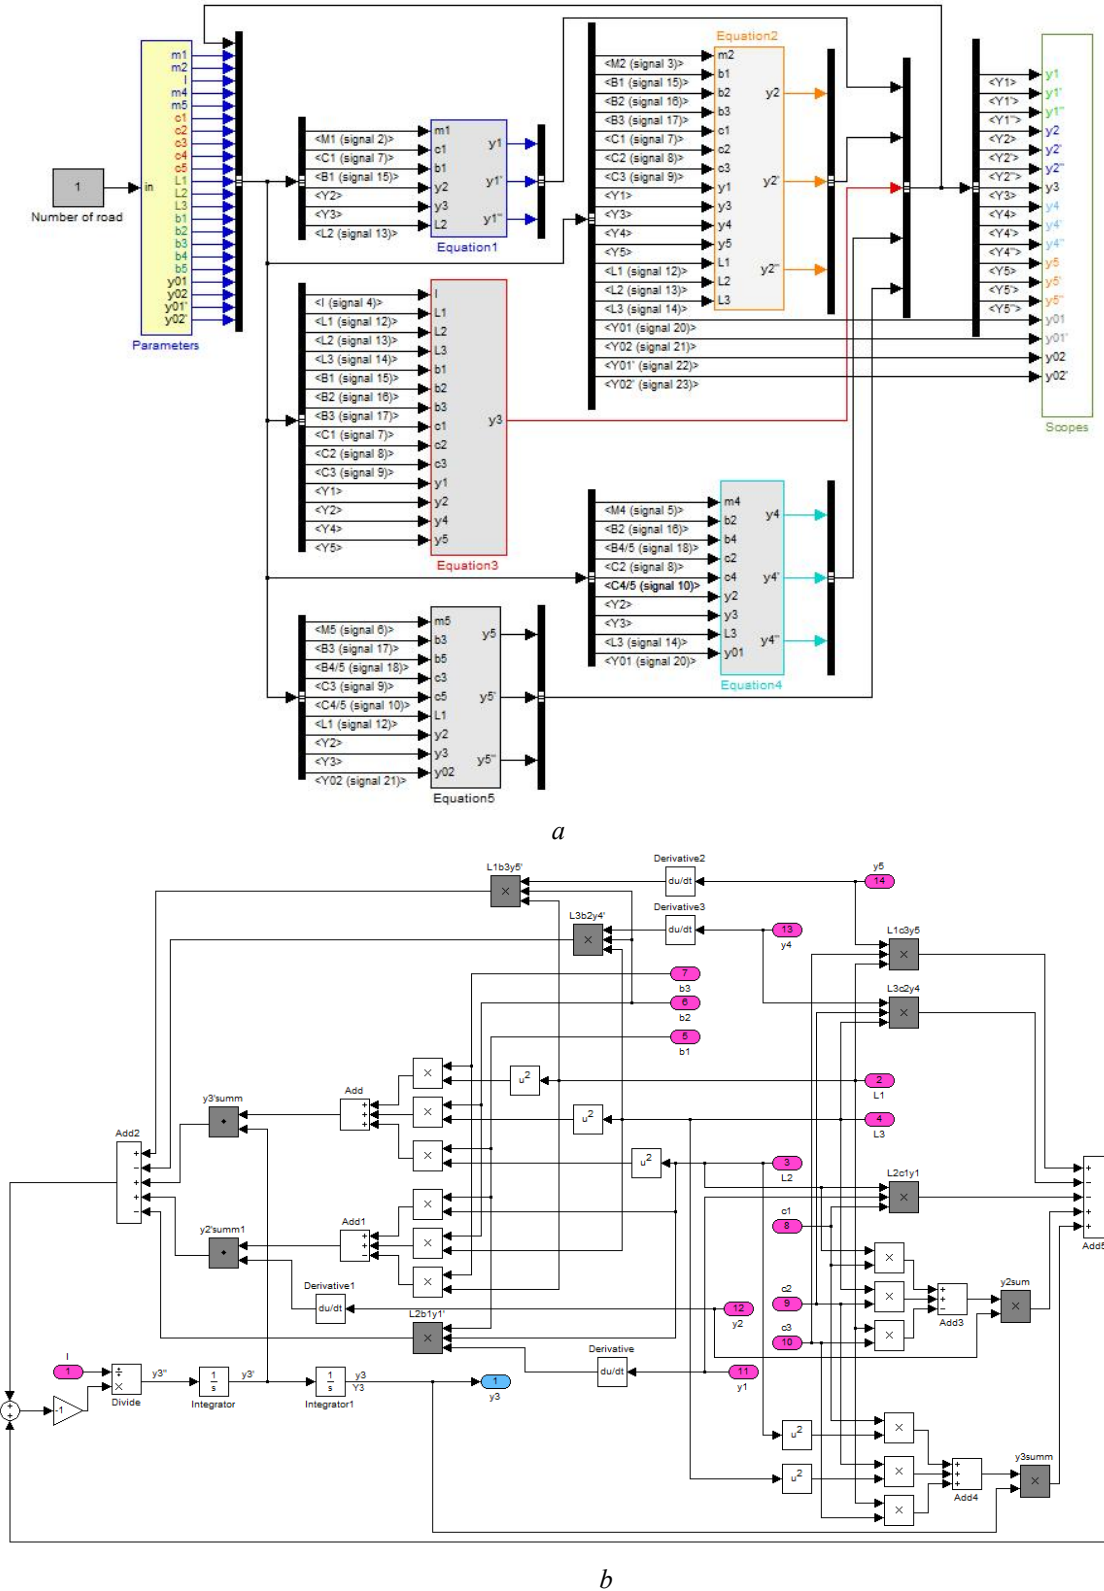 1
Number of road
in
m1
m2
I
m4
m5
c1
c2
c3
c4
c5
L1
L2
L3
b1
b2
b3
b4
b5
y01
y02
y01'
y02'
Parameters
<M1 (signal 2)>
<C1 (signal 7)>
<B1 (signal 15)>
<Y2>
<Y3>
<L2 (signal 13)>
m1
c1
b1
y2
y3
L2
y1
y1'
y1''
Equation1
<I (signal 4)>
<L1 (signal 12)>
<L2 (signal 13)>
<L3 (signal 14)>
<B1 (signal 15)>
<B2 (signal 16)>
<B3 (signal 17)>
<C1 (signal 7)>
<C2 (signal 8)>
<C3 (signal 9)>
<Y1>
<Y2>
<Y4>
<Y5>
I
L1
L2
L3
b1
b2
b3
c1
c2
c3
y1
y2
y4
y5
y3
Equation3
<M5 (signal 6)>
<B3 (signal 17)>
<B4/5 (signal 18)>
<C3 (signal 9)>
<C4/5 (signal 10)>
<L1 (signal 12)>
<Y2>
<Y3>
<Y02 (signal 21)>
m5
b3
b5
c3
c5
L1
y2
y3
y02
y5
y5'
y5''
Equation5
Equation2
<M2 (signal 3)>
<B1 (signal 15)>
<B2 (signal 16)>
<B3 (signal 17)>
<C1 (signal 7)>
<C2 (signal 8)>
<C3 (signal 9)>
<Y1>
<Y3>
<Y4>
<Y5>
<L1 (signal 12)>
<L2 (signal 13)>
<L3 (signal 14)>
<Y01 (signal 20)>
<Y02 (signal 21)>
<Y01' (signal 22)>
<Y02' (signal 23)>
m2
b1
b2
b3
c1
c2
c3
y1
y3
y4
y5
L1
L2
L3
y2
y2'
y2''
<M4 (signal 5)>
<B2 (signal 16)>
<B4/5 (signal 18)>
<C2 (signal 8)>
<C4/5 (signal 10)>
<Y2>
<Y3>
<L3 (signal 14)>
<Y01 (signal 20)>
m4
b2
b4
c2
c4
y2
y3
L3
y01
y4
y4'
y4''
Equation4
<Y1>
<Y1'>
<Y1''>
<Y2>
<Y2'>
<Y2''>
<Y3>
<Y4>
<Y4'>
<Y4''>
<Y5>
<Y5'>
<Y5''>
y1
y1'
y1''
y2
y2'
y2''
y3
y4
y4'
y4''
y5
y5'
y5''
y01
y01'
y02
y02'
Scopes
a
L1b3y5'
×
Derivative2
du/dt
y5
14
L3b2y4'
×
Derivative3
du/dt
13
y4
L1c3y5
×
7
b3
6
b2
5
b1
L3c2y4
×
×
u²
2
L1
Add
+
+
+
×
u²
4
L3
y3'summ
×
u²
3
L2
Add2
+
−
+
+
−
L2c1y1
×
c1
8
+
−
−
+
+
Add5
y2'summ1
Add1
+
+
−
×
×
×
×
×
×
c2
9
c3
10
+
+
−
Add3
y2sum
×
Derivative1
du/dt
12
y2
L2b1y1'
×
Derivative
du/dt
11
y1
I
1
÷
×
Divide
y3''
1
s
Integrator
y3'
1
s
Integrator1
y3
Y3
1
y3
+
+
-1
u²
u²
×
×
×
+
+
+
Add4
y3summ
×
b